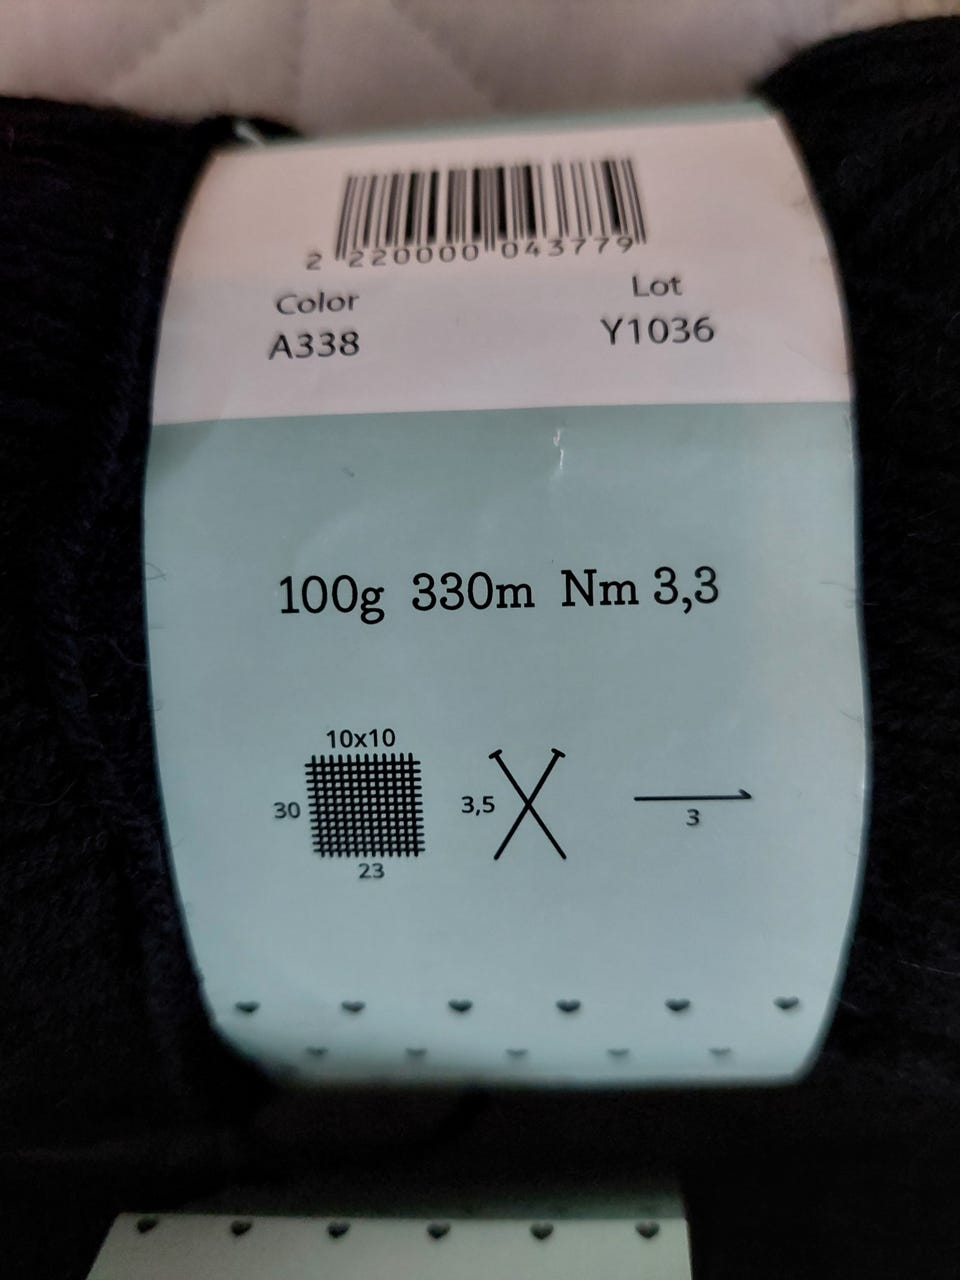 2 220000 043779
Color Lot
A338 Y1036
100g 330m Nm 3,3
10x10
30
3,5
3
23